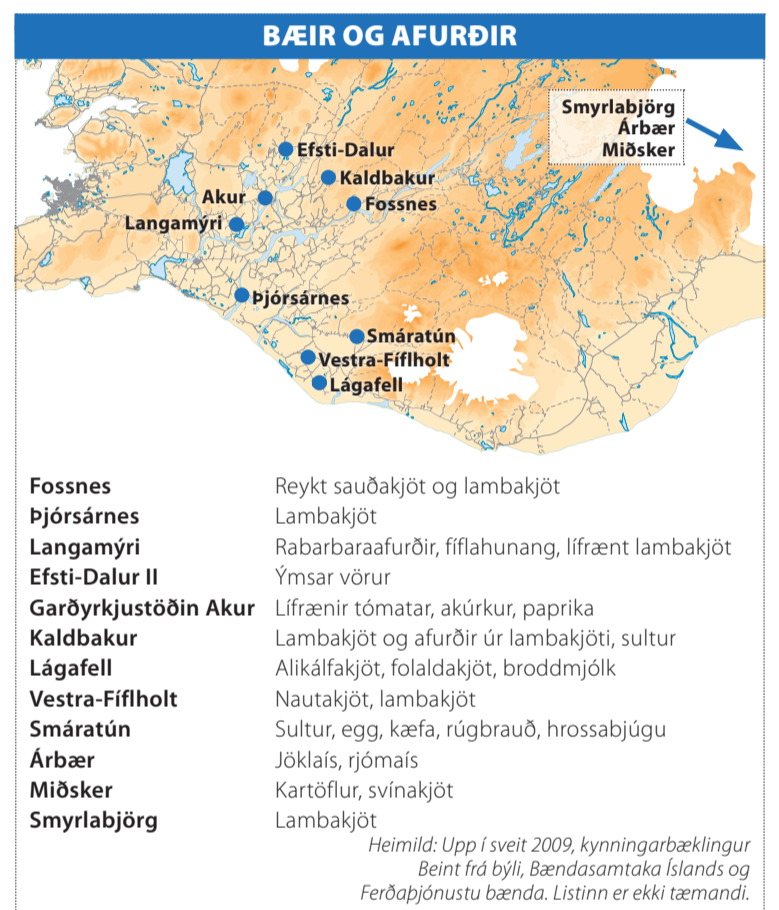 BÆIR OG AFURÐIR
Smyrlabjörg
Árbær
Miðsker
Efsti-Dalur
Kaldbakur
Akur
Fossnes
Langamýri
Þjórsárnes
Smáratún
Vestra-Fíflholt
Lágafell
Fossnes Reykt sauðakjöt og lambakjöt
Þjórsárnes Lambakjöt
Langamýri Rabarbaraafurðir, fíflahunang, lífrænt lambakjöt
Efsti-Dalur II Ýmsar vörur
Garðyrkjustöðin Akur Lífrænir tómatar, akúrkur, paprika
Kaldbakur Lambakjöt og afurðir úr lambakjöti, sultur
Lágafell Alikálfakjöt, folaldakjöt, broddmjólk
Vestra-Fíflholt Nautakjöt, lambakjöt
Smáratún Sultur, egg, kæfa, rúgbrauð, hrossabjúgu
Árbær Jöklaís, rjómaís
Miðsker Kartöflur, svínakjöt
Smyrlabjörg Lambakjöt
Heimild: Upp í sveit 2009, kynningarbæklingur
Beint frá býli, Bændasamtaka Íslands og
Ferðaþjónustu bænda. Listinn er ekki tæmandi.